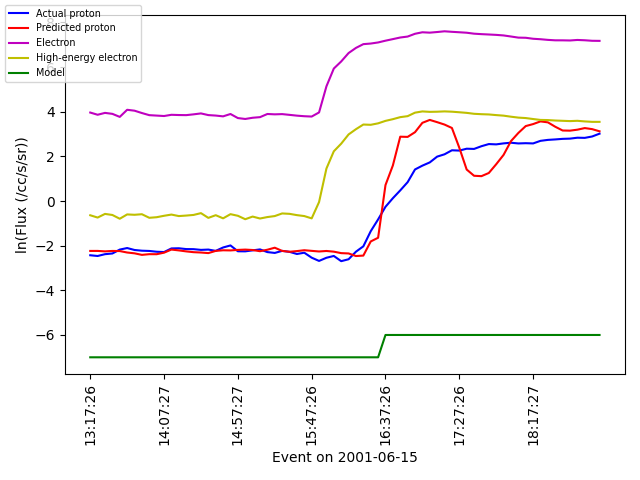 Actual proton
Predicted proton
Electron
High-energy electron
Model
4
2
0
−2
−4
−6
ln(Flux (/cc/s/sr))
13:17:26
14:07:27
14:57:27
15:47:26
16:37:26
17:27:26
18:17:27
Event on 2001-06-15